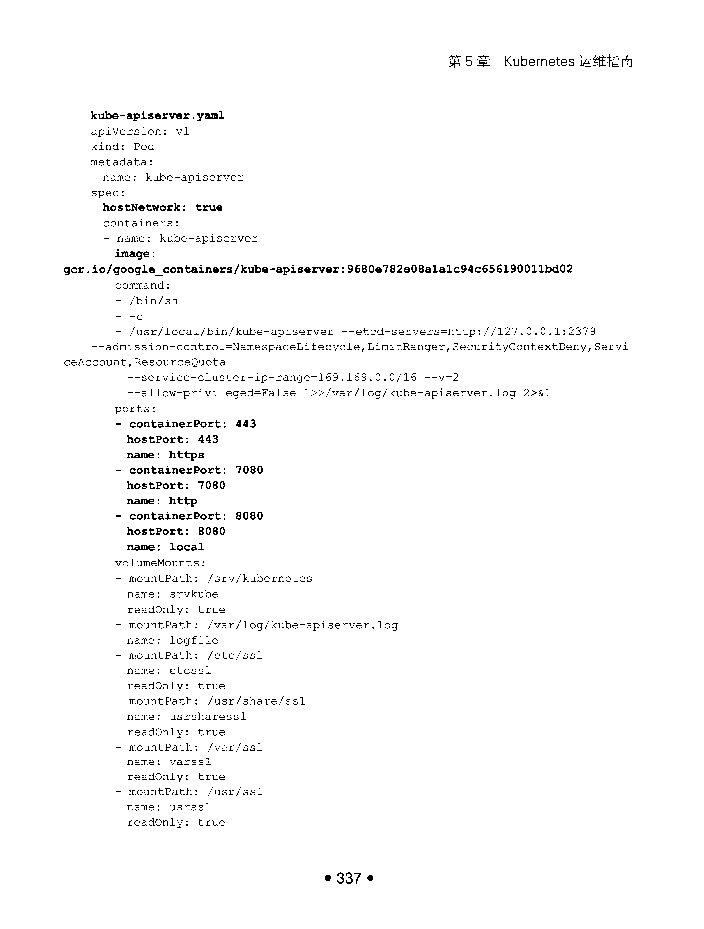 第 5 章 Kubernetes 运维指南
kube-apiserver.yaml
apiVersion: v1
kind: Pod
metadata:
name: kube-apiserver
spec:
hostNetwork: true
containers:
- name: kube-apiserver
image:
gcr.io/google_containers/kube-apiserver:9680e782e08a1a1c94c656190011bd02
command:
- /bin/sh
- -c
- /usr/local/bin/kube-apiserver --etcd-servers=http://127.0.0.1:2379
--admission-control=NamespaceLifecycle,LimitRanger,SecurityContextDeny,Servi
ceAccount,ResourceQuota
--service-cluster-ip-range=169.169.0.0/16 --v=2
--allow-privileged=False 1>>/var/log/kube-apiserver.log 2>&1
ports:
- containerPort: 443
hostPort: 443
name: https
- containerPort: 7080
hostPort: 7080
name: http
- containerPort: 8080
hostPort: 8080
name: local
volumeMounts:
- mountPath: /srv/kubernetes
name: srvkube
readOnly: true
- mountPath: /var/log/kube-apiserver.log
name: logfile
- mountPath: /etc/ssl
name: etcssl
readOnly: true
- mountPath: /usr/share/ssl
name: usrsharessl
readOnly: true
- mountPath: /var/ssl
name: varssl
readOnly: true
- mountPath: /usr/ssl
name: usrssl
readOnly: true
• 337 •